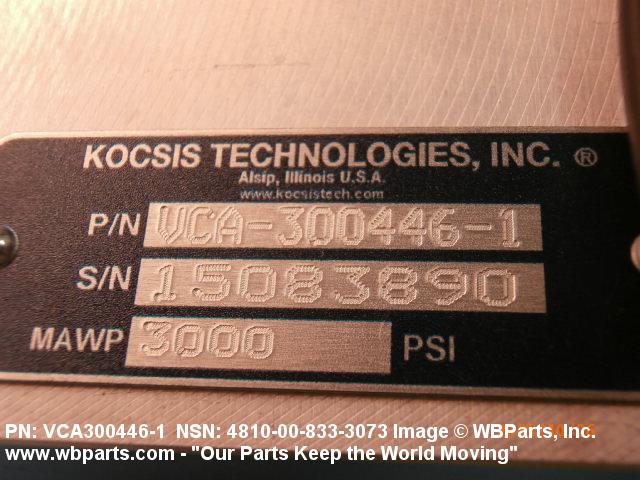 KOCSIS TECHNOLOGIES, INC. ®
Alsip, Illinois U.S.A.
www.kocsistech.com
P/N VCA-300446-1
S/N 15083890
MAWP 3000 PSI
PN: VCA300446-1 NSN: 4810-00-833-3073 Image © WBParts, Inc.
www.wbparts.com - "Our Parts Keep the World Moving"